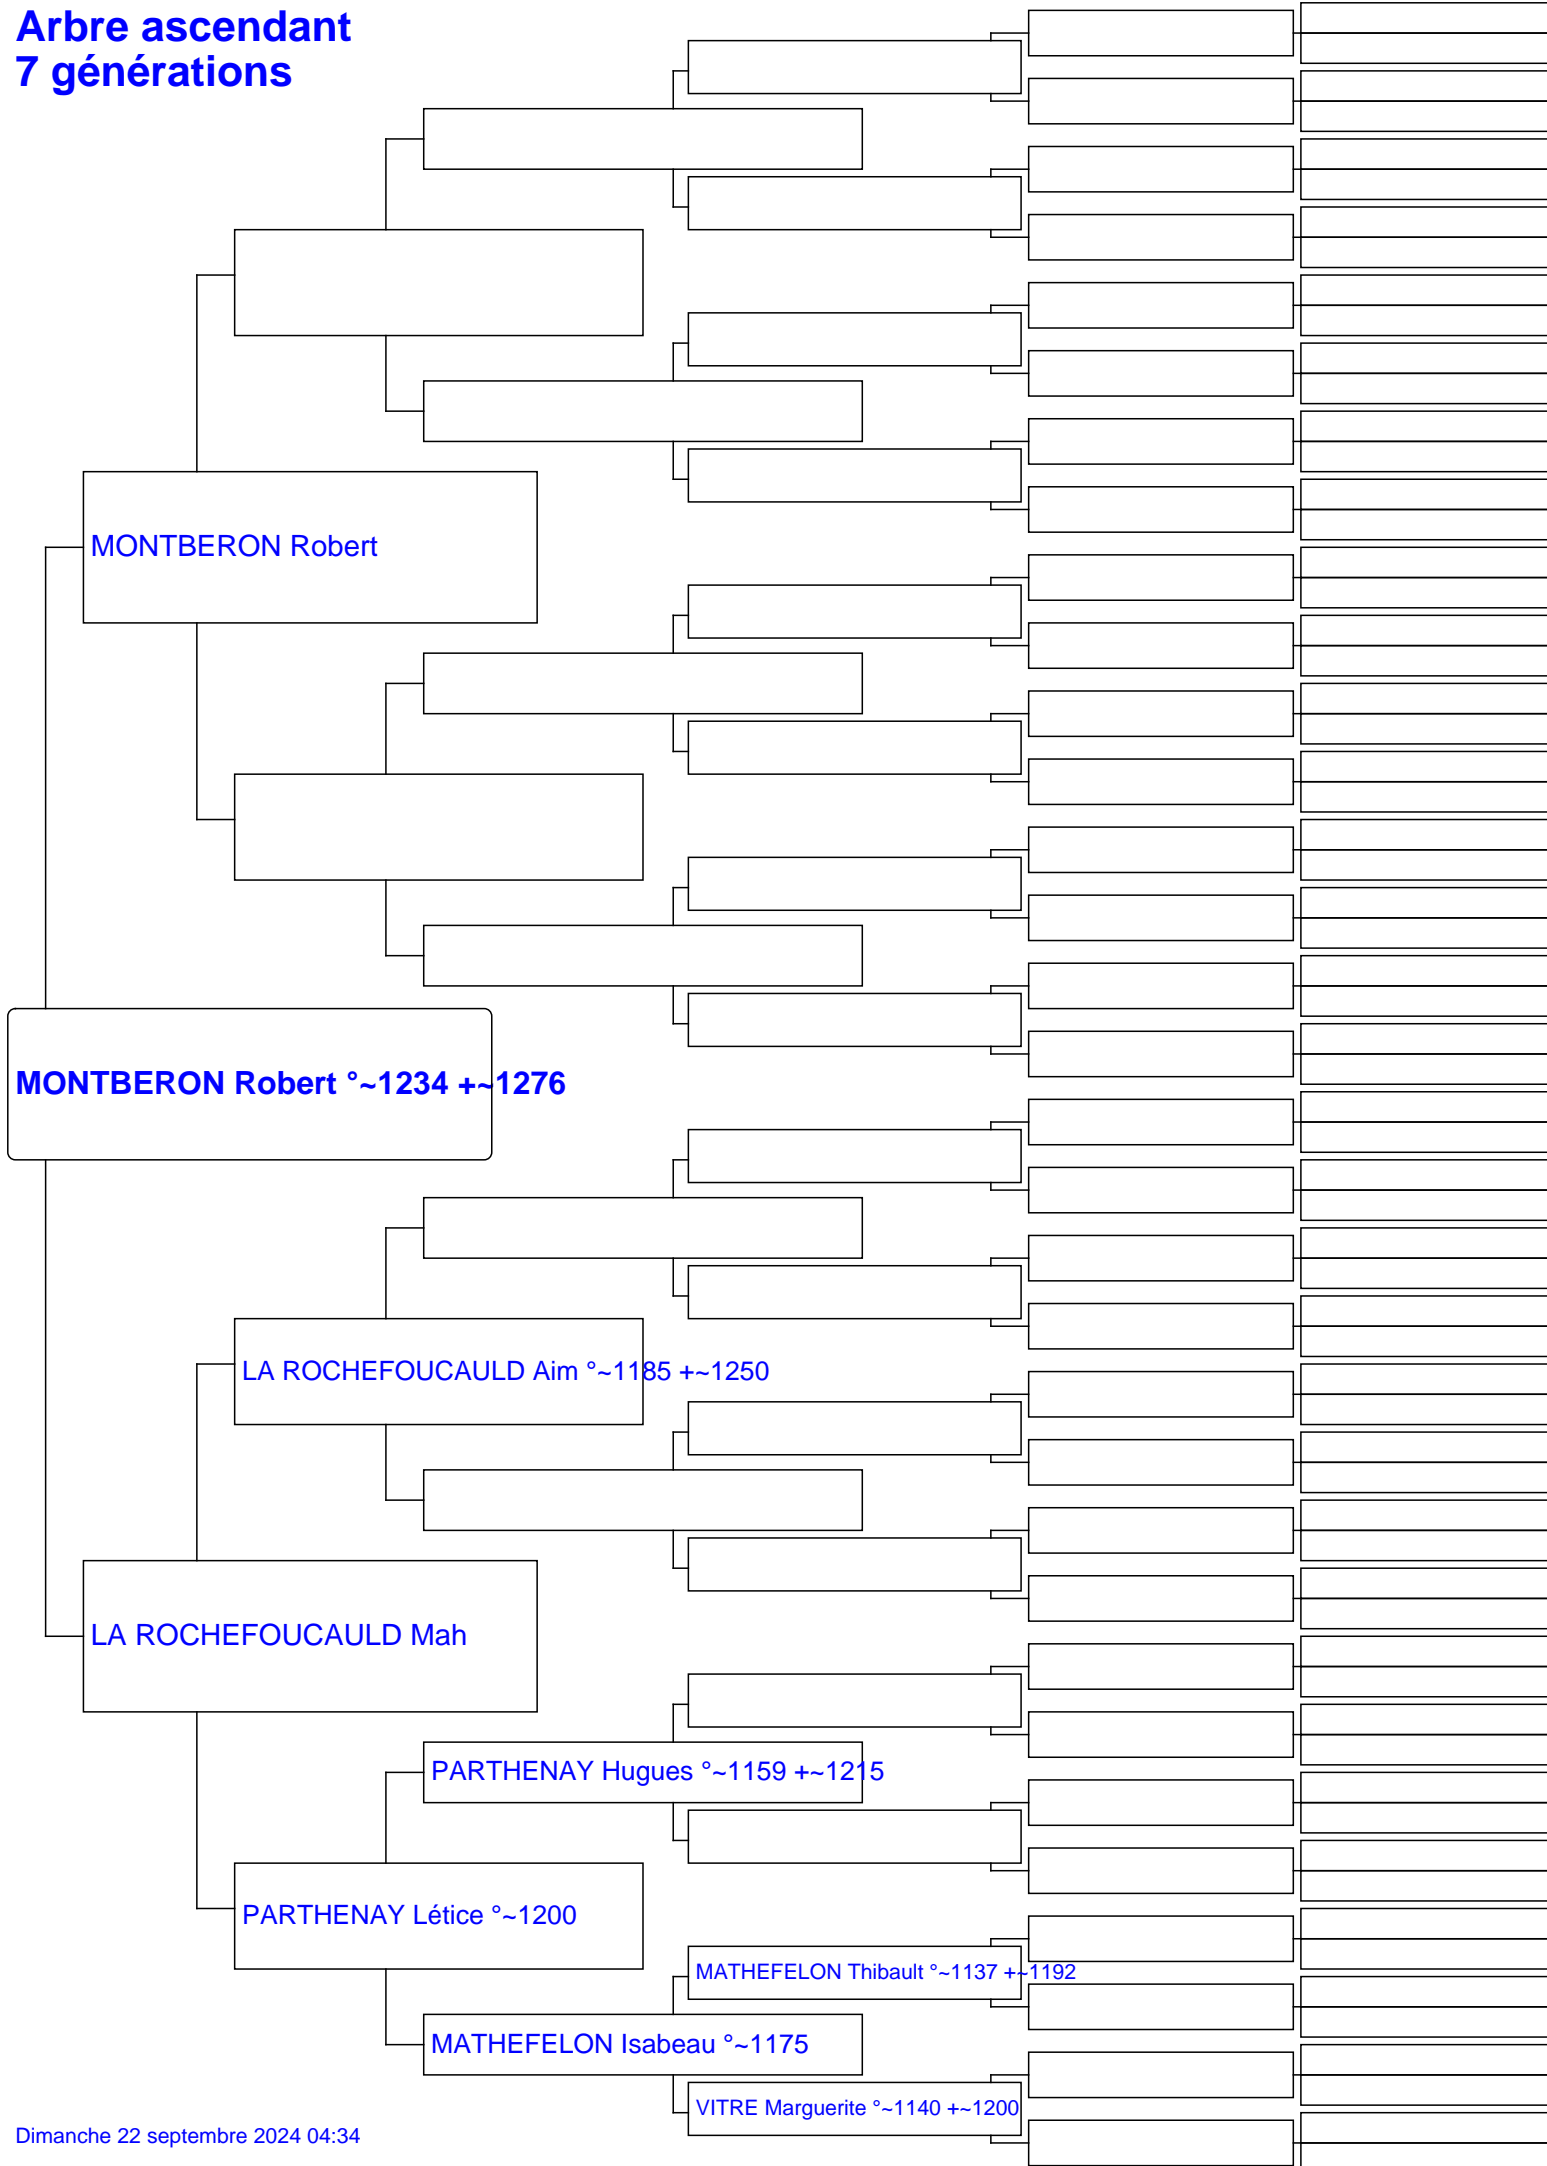 Arbre ascendant
7 générations
MONTBERON Robert
MONTBERON Robert °~1234 +~1276
LA ROCHEFOUCAULD Aim °~1185 +~1250
LA ROCHEFOUCAULD Mah
PARTHENAY Hugues °~1159 +~1215
PARTHENAY Létice °~1200
MATHEFELON Thibault °~1137 +~1192
MATHEFELON Isabeau °~1175
VITRE Marguerite °~1140 +~1200
Dimanche 22 septembre 2024 04:34